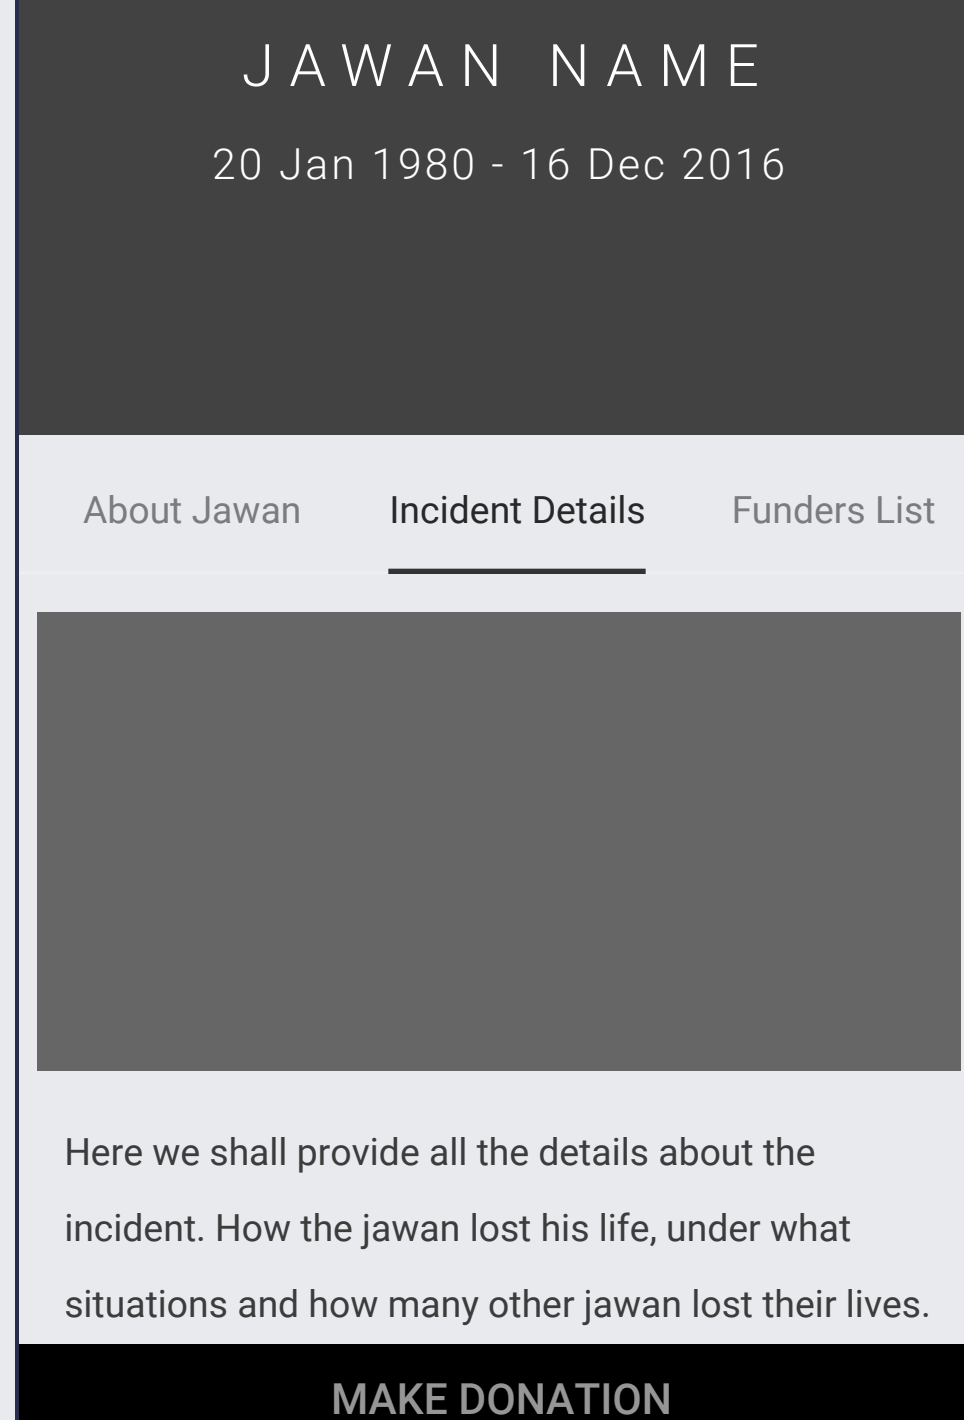 JAWAN NAME
20 Jan 1980 - 16 Dec 2016
About Jawan Incident Details Funders List
Here we shall provide all the details about the
incident. How the jawan lost his life, under what
situations and how many other jawan lost their lives.
MAKE DONATION